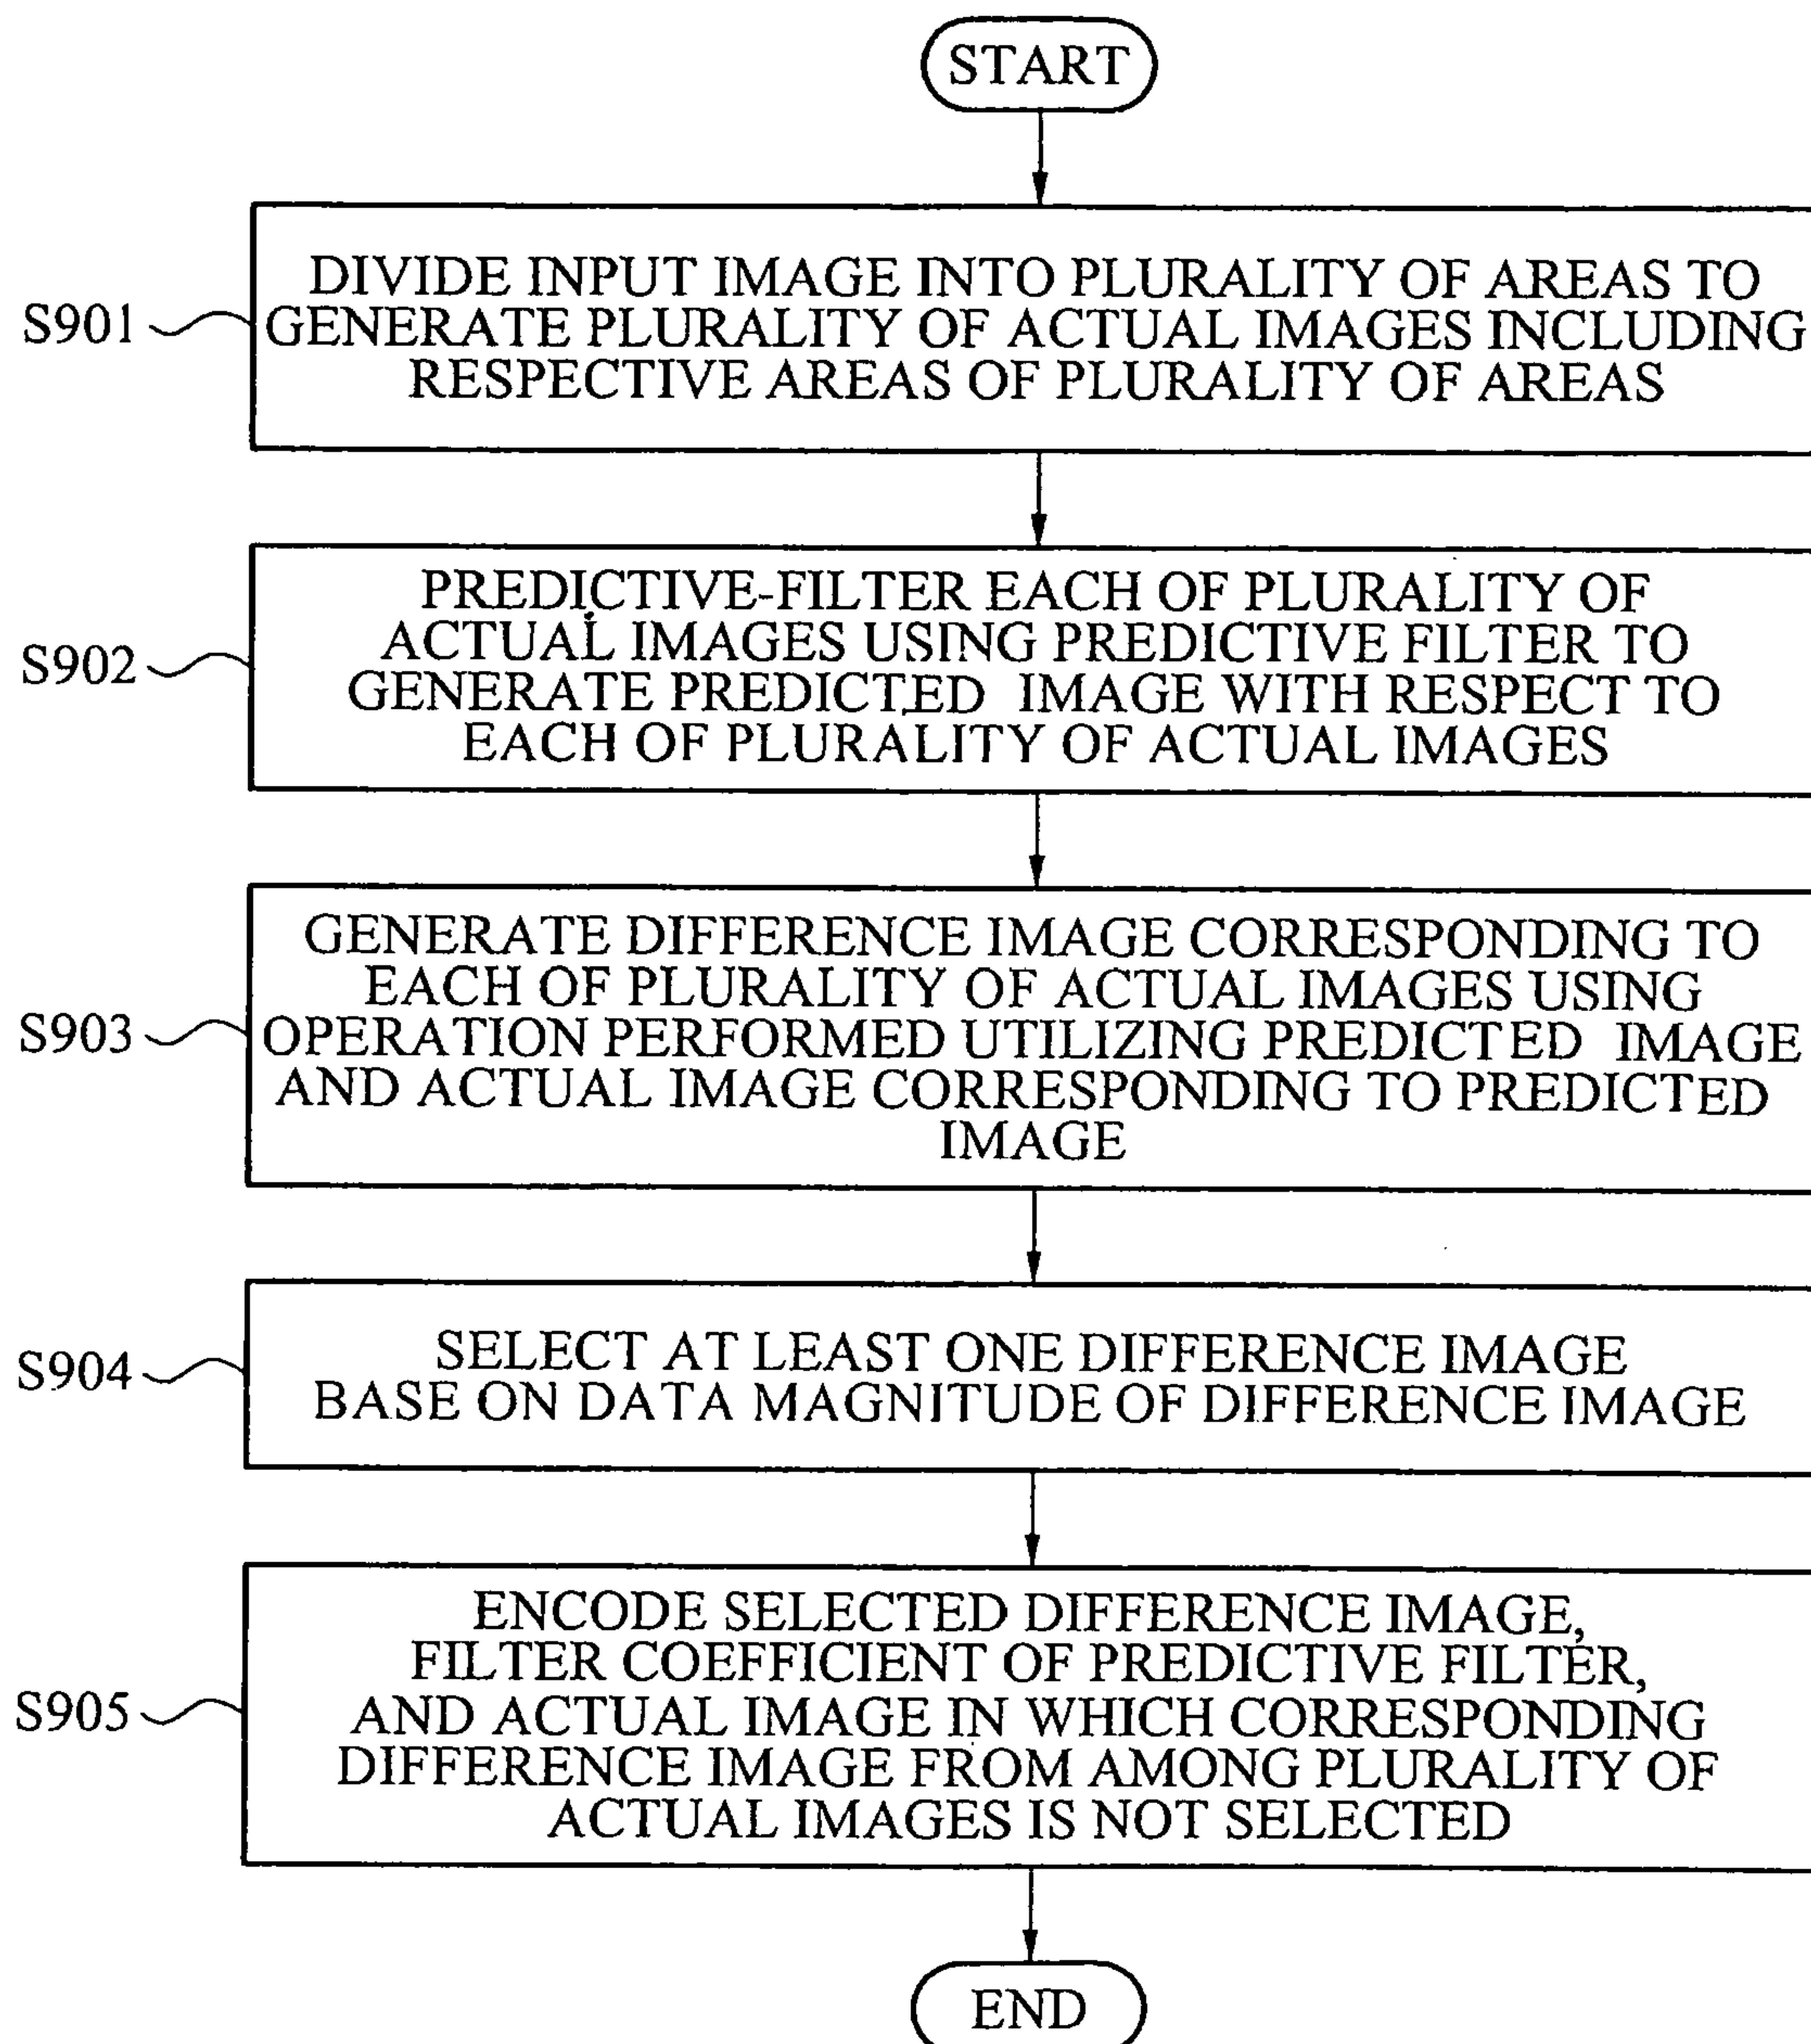 START
DIVIDE INPUT IMAGE INTO PLURALITY OF AREAS TO
GENERATE PLURALITY OF ACTUAL IMAGES INCLUDING
RESPECTIVE AREAS OF PLURALITY OF AREAS
S901
PREDICTIVE-FILTER EACH OF PLURALITY OF
ACTUAL IMAGES USING PREDICTIVE FILTER TO
GENERATE PREDICTED IMAGE WITH RESPECT TO
EACH OF PLURALITY OF ACTUAL IMAGES
S902
GENERATE DIFFERENCE IMAGE CORRESPONDING TO
EACH OF PLURALITY OF ACTUAL IMAGES USING
OPERATION PERFORMED UTILIZING PREDICTED IMAGE
AND ACTUAL IMAGE CORRESPONDING TO PREDICTED
IMAGE
S903
SELECT AT LEAST ONE DIFFERENCE IMAGE
BASE ON DATA MAGNITUDE OF DIFFERENCE IMAGE
S904
ENCODE SELECTED DIFFERENCE IMAGE,
FILTER COEFFICIENT OF PREDICTIVE FILTER,
AND ACTUAL IMAGE IN WHICH CORRESPONDING
DIFFERENCE IMAGE FROM AMONG PLURALITY OF
ACTUAL IMAGES IS NOT SELECTED
S905
END